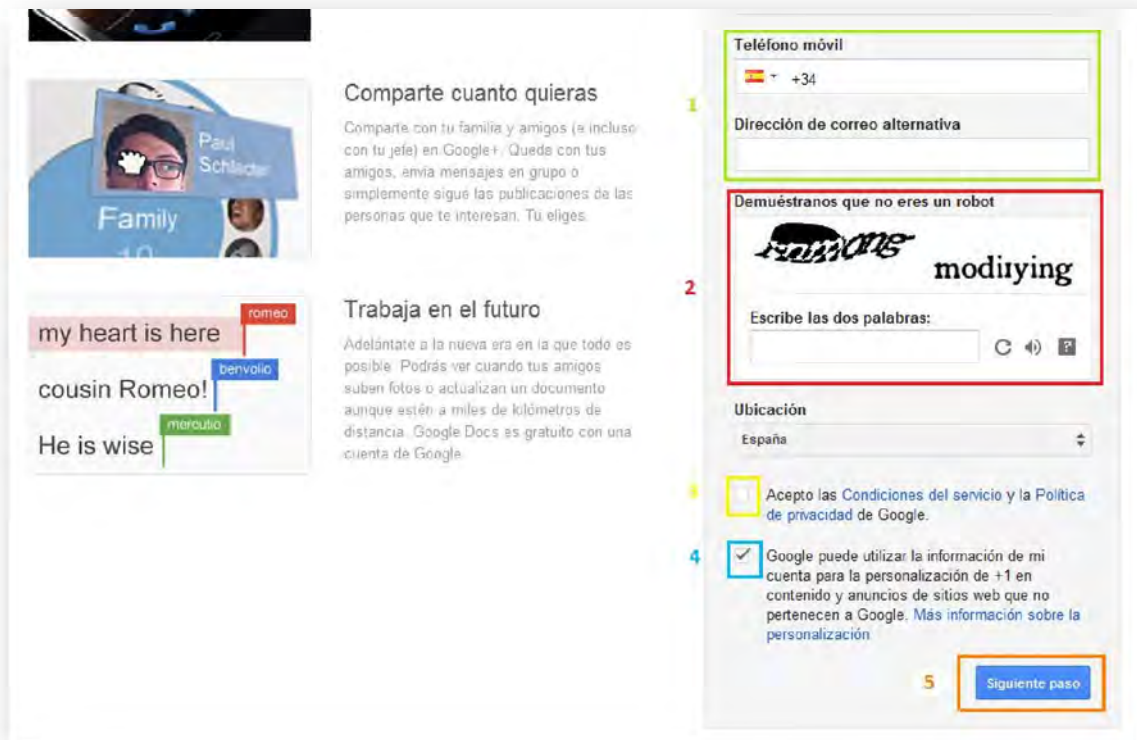 Paul
Schlacter
Family
Comparte cuanto quieras
Comparte con tu familia y amigos (e incluso
con tu jefe) en Google+. Queda con tus
amigos, envía mensajes en grupo o
simplemente sigue las publicaciones de las
personas que te interesan. Tú eliges.
my heart is here
romeo
cousin Romeo!
benvolio
He is wise
mercutio
Trabaja en el futuro
Adelántate a la nueva era en la que todo es
posible. Podrás ver cuando tus amigos
suben fotos o actualizan un documento
aunque estén a miles de kilómetros de
distancia. Google Docs es gratuito con una
cuenta de Google.
1
Teléfono móvil
+34
Dirección de correo alternativa
2
Demuéstranos que no eres un robot
Escribe las dos palabras:
?
Ubicación
España
3
Acepto las Condiciones del servicio y la Política
de privacidad de Google.
4
Google puede utilizar la información de mi
cuenta para la personalización de +1 en
contenido y anuncios de sitios web que no
pertenecen a Google. Más información sobre la
personalización
5
Siguiente paso